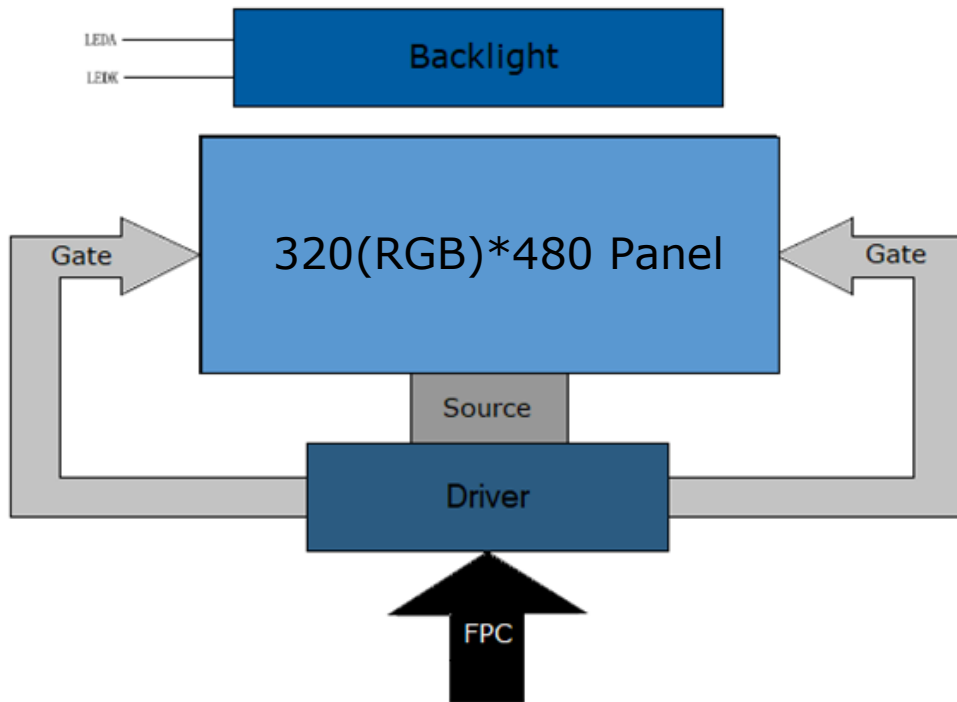 LEDA
LEDK
Backlight
320(RGB)*480 Panel
Gate
Gate
Source
Driver
FPC